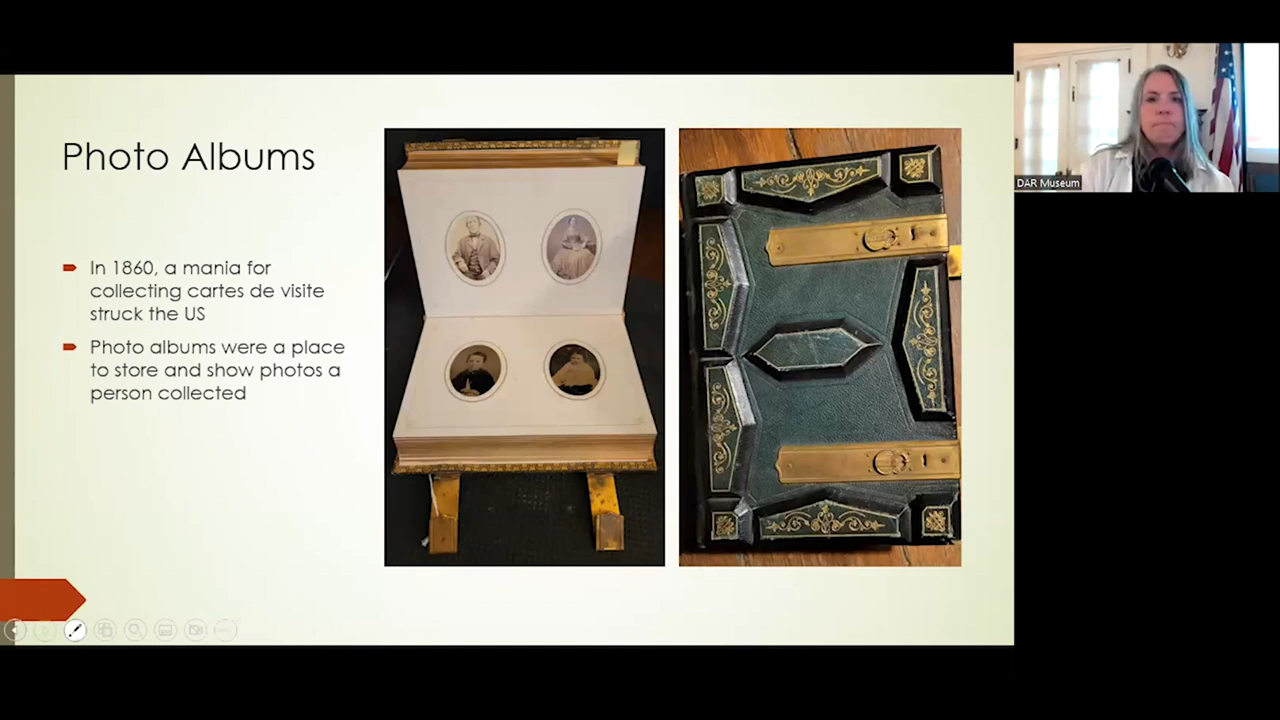 Photo Albums
In 1860, a mania for
collecting cartes de visite
struck the US
Photo albums were a place
to store and show photos a
person collected
DAR Museum